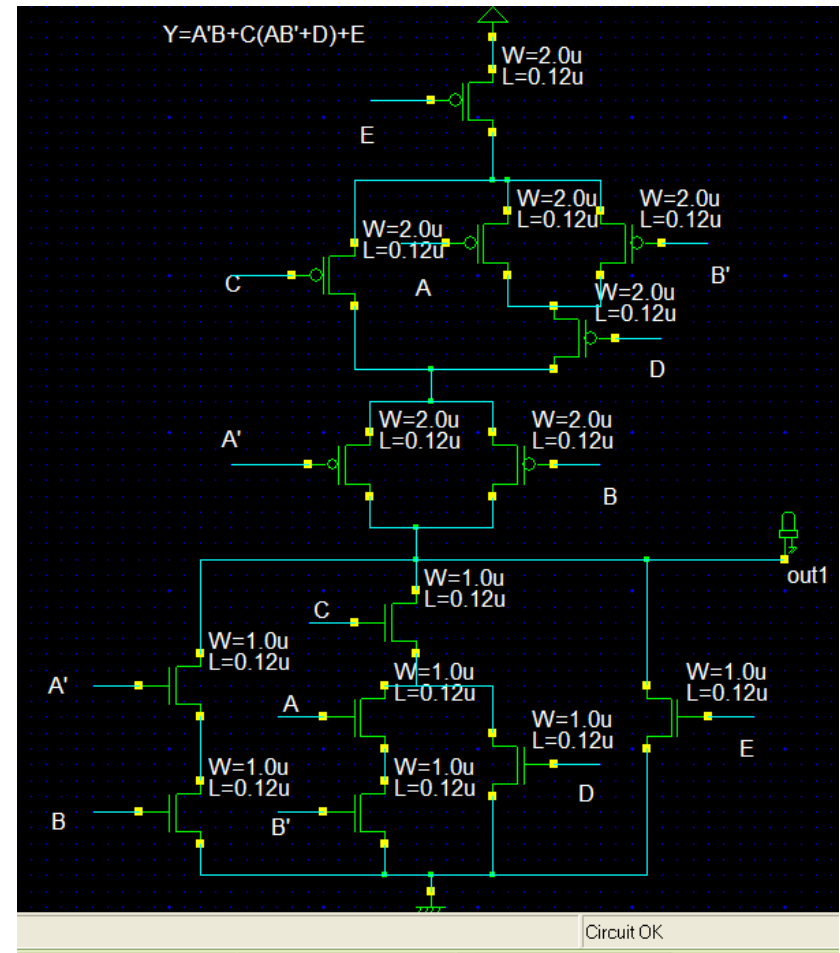 Y=A'B+C(AB'+D)+E
W=2.0u
L=0.12u
E
W=2.0u
L=0.12u
W=2.0u
L=0.12u
W=2.0u
L=0.12u
C
A
B'
W=2.0u
L=0.12u
D
W=2.0u
L=0.12u
W=2.0u
L=0.12u
A'
B
out1
W=1.0u
L=0.12u
C
W=1.0u
L=0.12u
A'
W=1.0u
L=0.12u
A
W=1.0u
L=0.12u
W=1.0u
L=0.12u
E
W=1.0u
L=0.12u
W=1.0u
L=0.12u
D
B
B'
Circuit OK